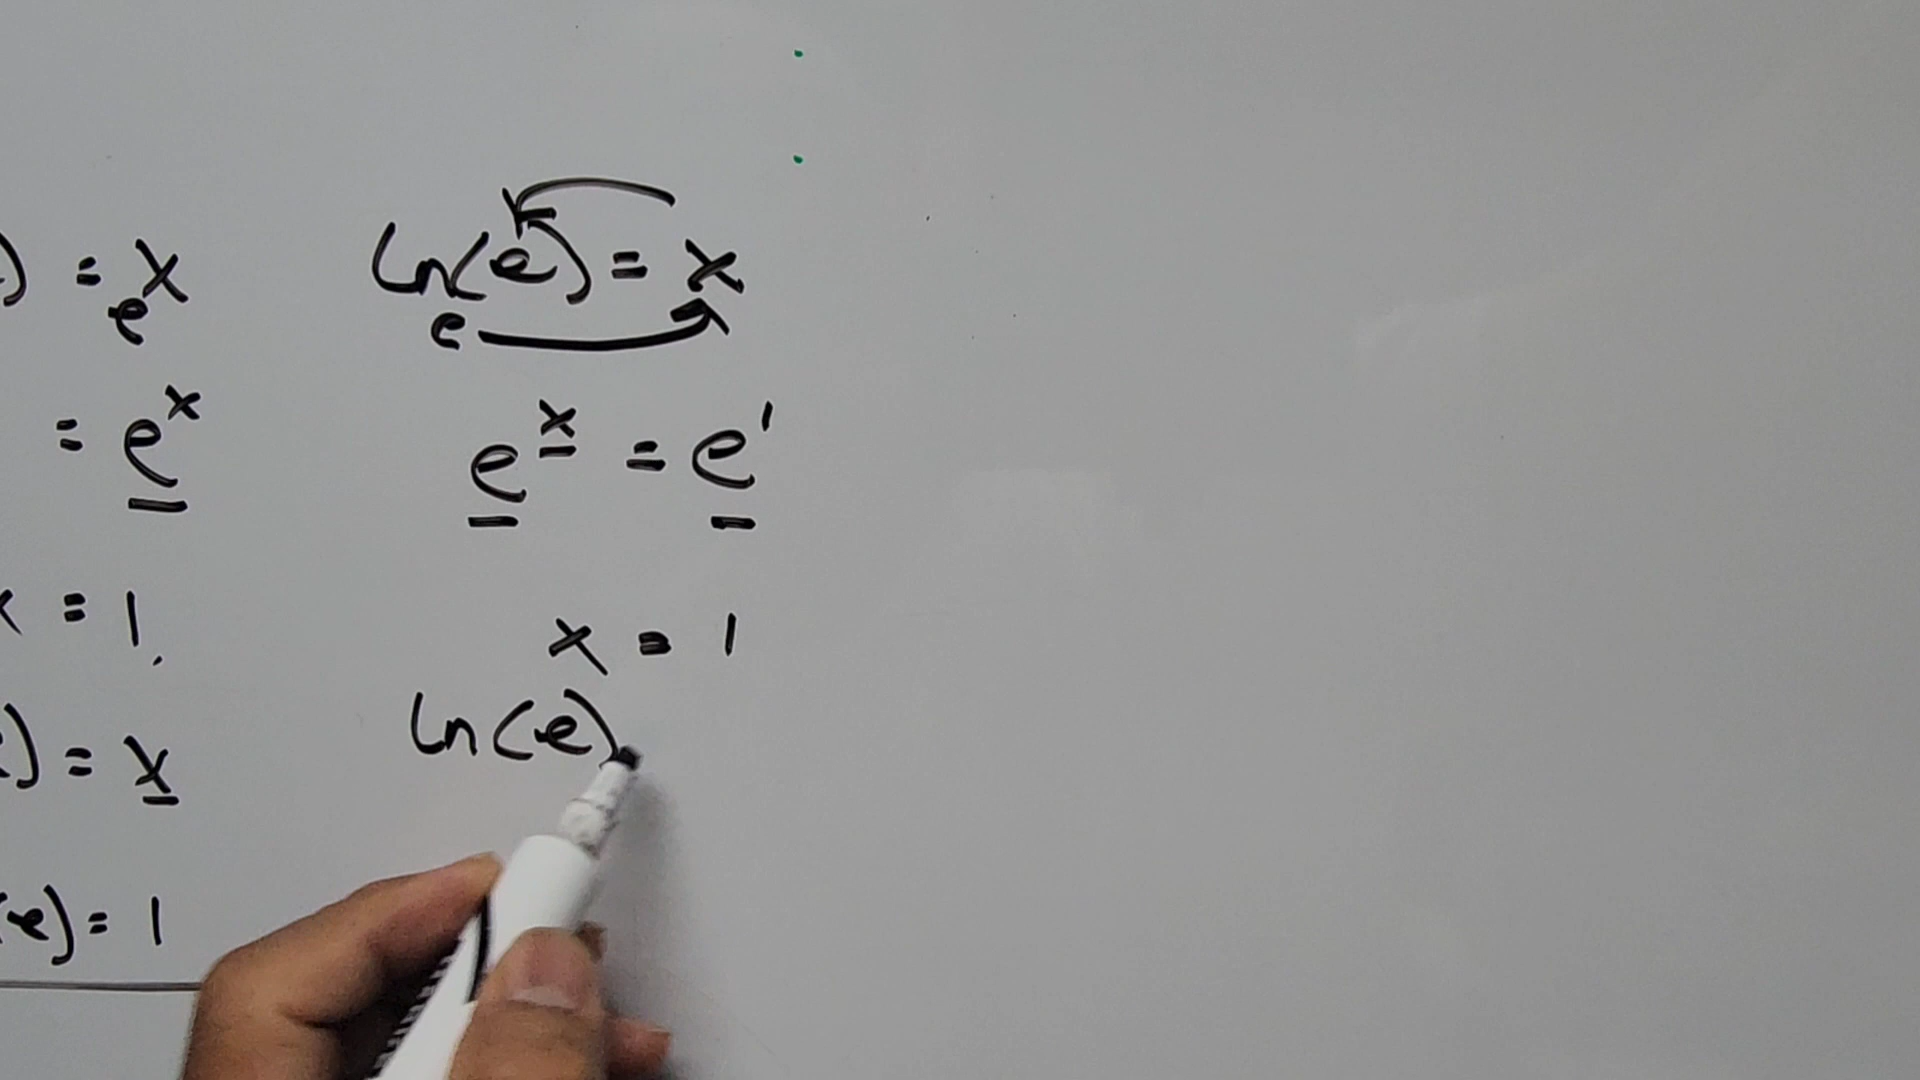 ) = x
e
= e^x
x = 1.
) = x
(e) = 1
ln(e) = x
e
e^x = e^1
x = 1
ln(e)